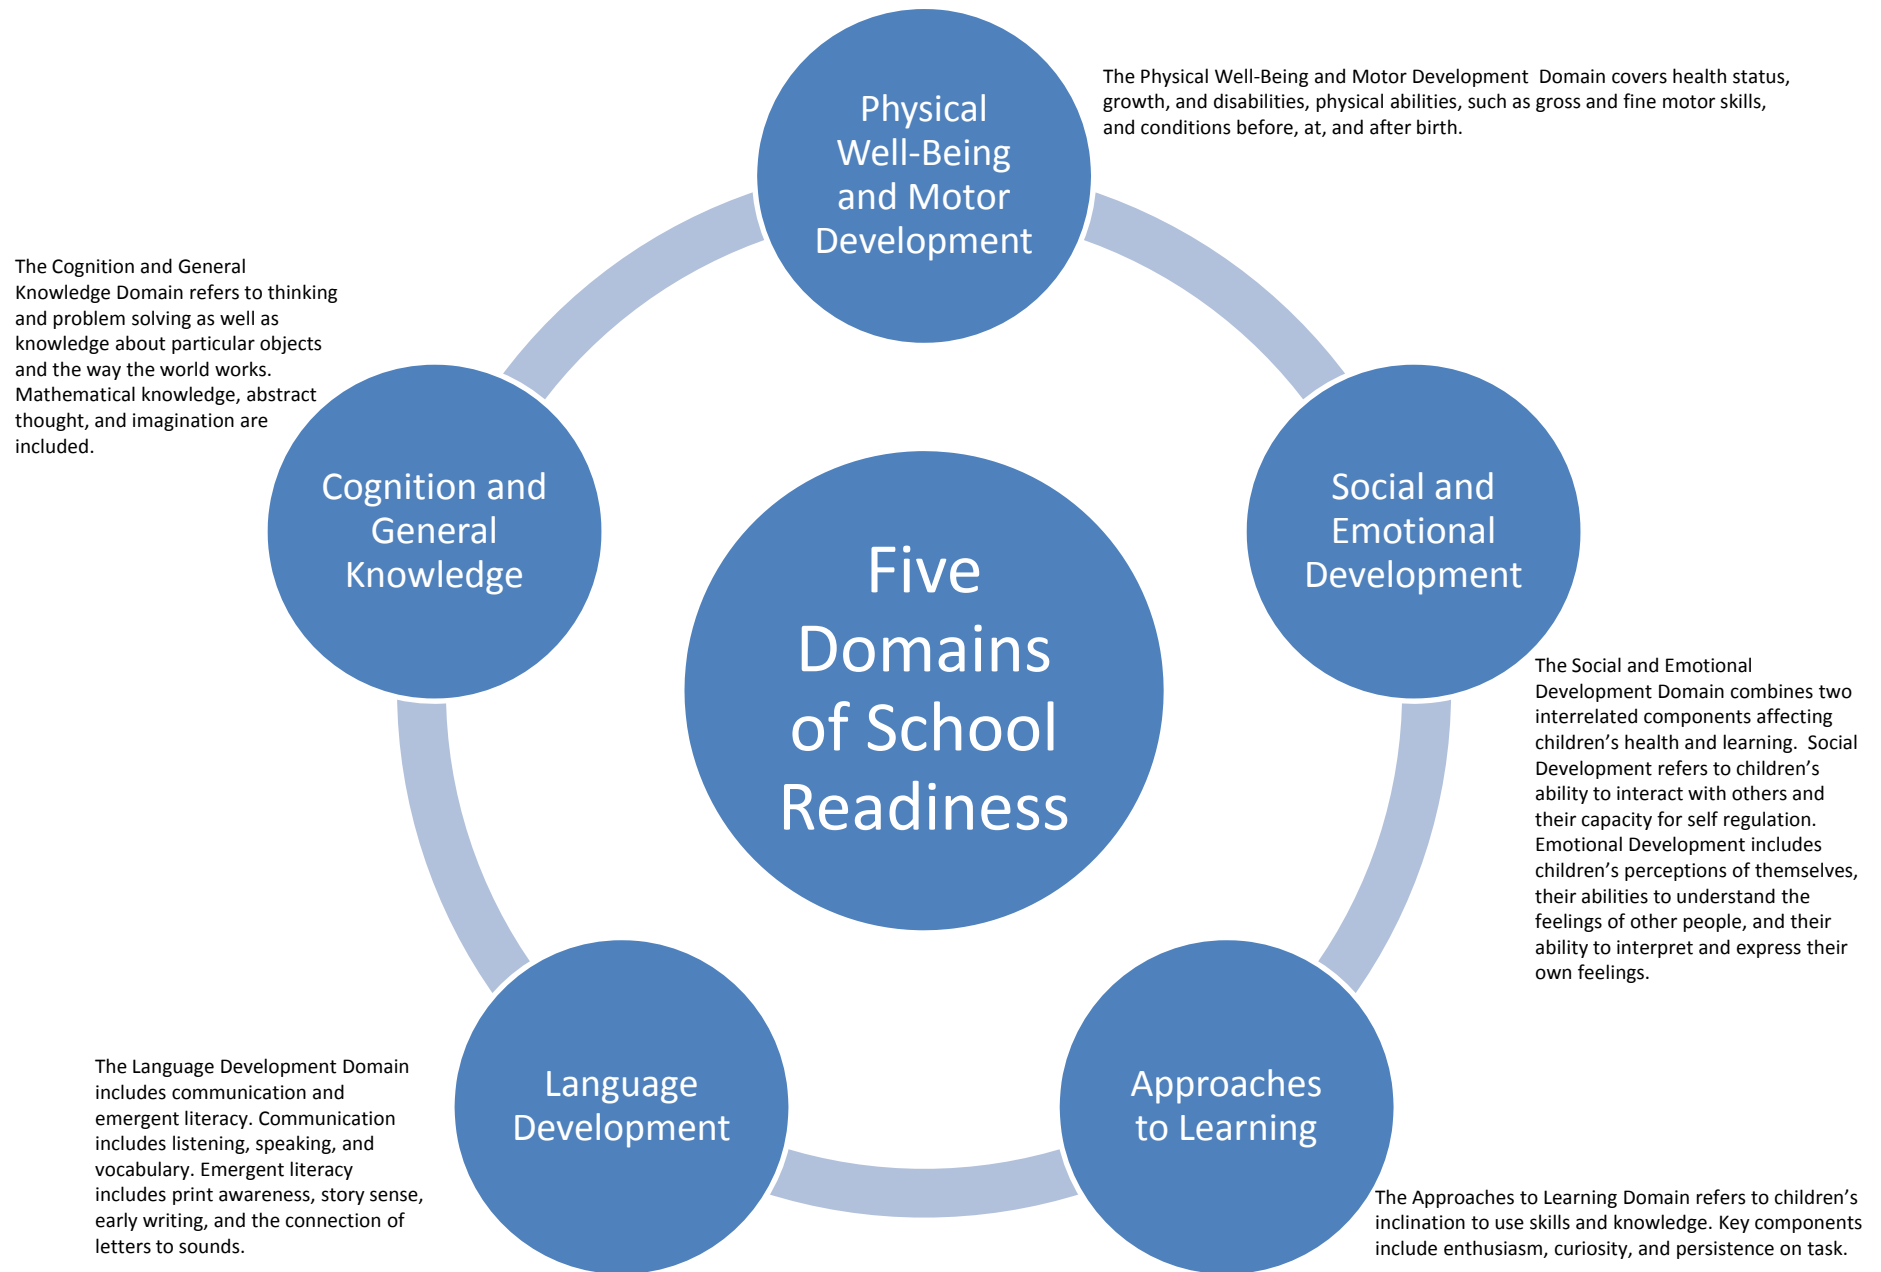 Physical
Well-Being
and Motor
Development
The Physical Well-Being and Motor Development  Domain covers health status,
growth, and disabilities, physical abilities, such as gross and fine motor skills,
and conditions before, at, and after birth.
The Cognition and General
Knowledge Domain refers to thinking
and problem solving as well as
knowledge about particular objects
and the way the world works.
Mathematical knowledge, abstract
thought, and imagination are
included.
Cognition and
General
Knowledge
Social and
Emotional
Development
Five
Domains
of School
Readiness
The Social and Emotional
Development Domain combines two
interrelated components affecting
children’s health and learning.  Social
Development refers to children’s
ability to interact with others and
their capacity for self regulation.
Emotional Development includes
children’s perceptions of themselves,
their abilities to understand the
feelings of other people, and their
ability to interpret and express their
own feelings.
Language
Development
The Language Development Domain
includes communication and
emergent literacy. Communication
includes listening, speaking, and
vocabulary. Emergent literacy
includes print awareness, story sense,
early writing, and the connection of
letters to sounds.
Approaches
to Learning
The Approaches to Learning Domain refers to children’s
inclination to use skills and knowledge. Key components
include enthusiasm, curiosity, and persistence on task.